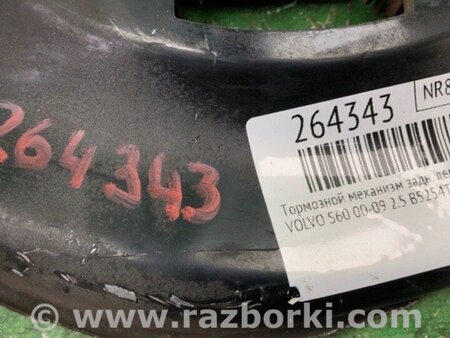 264343
264343
NR8
Тормозной механизм задн. лев
VOLVO S60 00-09 2.5 B5254T
www.razborki.com